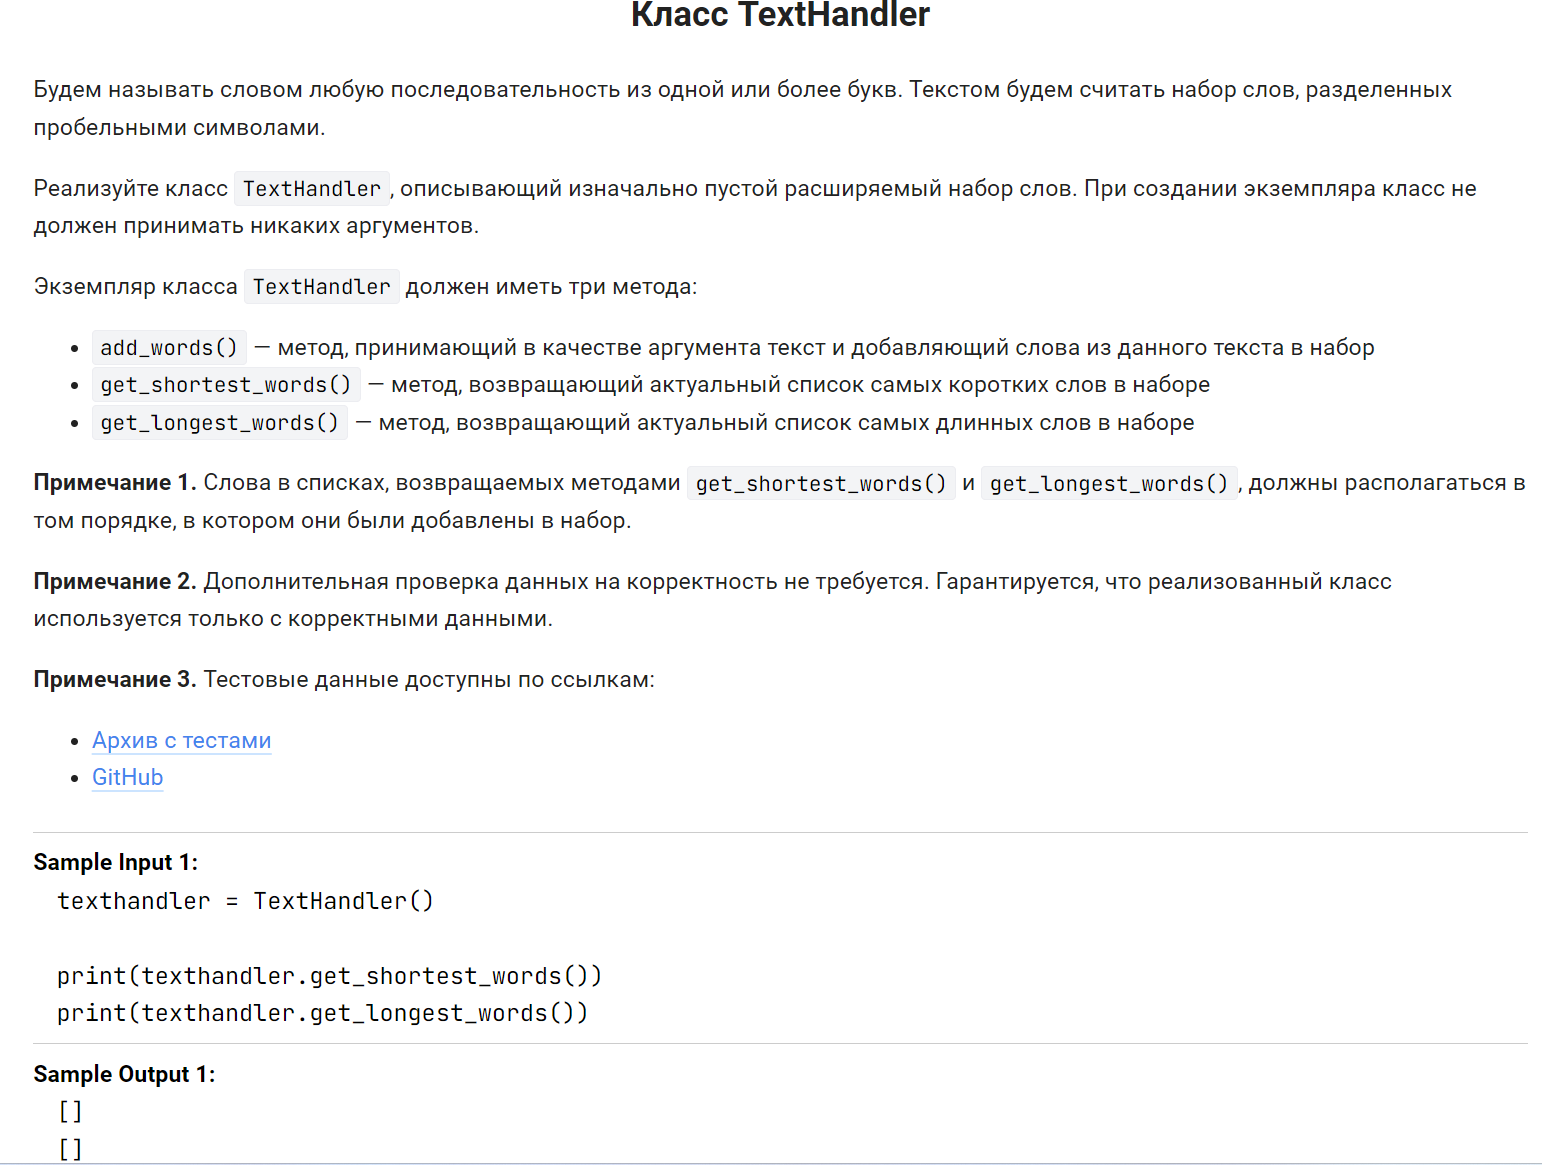 Класс TextHandler
Будем называть словом любую последовательность из одной или более букв. Текстом будем считать набор слов, разделенных
пробельными символами.
Реализуйте класс TextHandler, описывающий изначально пустой расширяемый набор слов. При создании экземпляра класс не
должен принимать никаких аргументов.
Экземпляр класса TextHandler должен иметь три метода:
• add_words() — метод, принимающий в качестве аргумента текст и добавляющий слова из данного текста в набор
• get_shortest_words() — метод, возвращающий актуальный список самых коротких слов в наборе
• get_longest_words() — метод, возвращающий актуальный список самых длинных слов в наборе
Примечание 1. Слова в списках, возвращаемых методами get_shortest_words() и get_longest_words(), должны располагаться в
том порядке, в котором они были добавлены в набор.
Примечание 2. Дополнительная проверка данных на корректность не требуется. Гарантируется, что реализованный класс
используется только с корректными данными.
Примечание 3. Тестовые данные доступны по ссылкам:
• Архив с тестами
• GitHub
Sample Input 1:
texthandler = TextHandler()
print(texthandler.get_shortest_words())
print(texthandler.get_longest_words())
Sample Output 1:
[]
[]